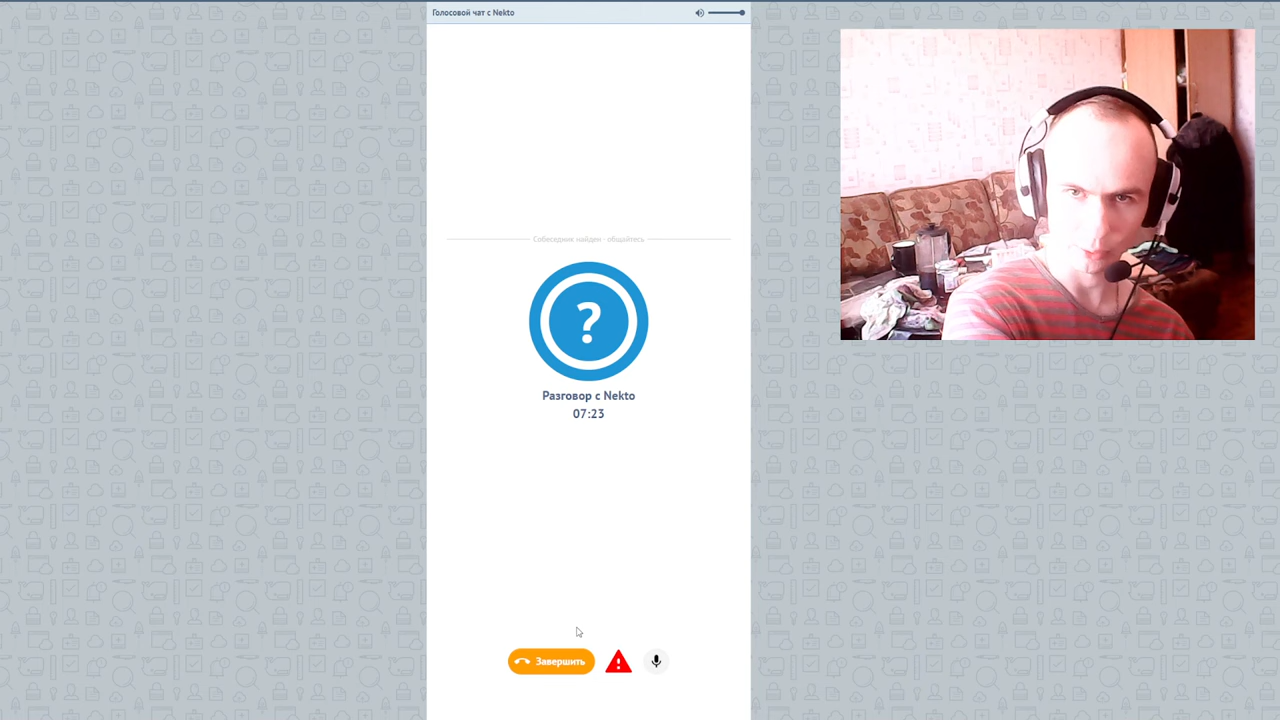 Голосовой чат с Nekto
Собеседник найден - общайтесь
?
Разговор с Nekto
07:23
Завершить